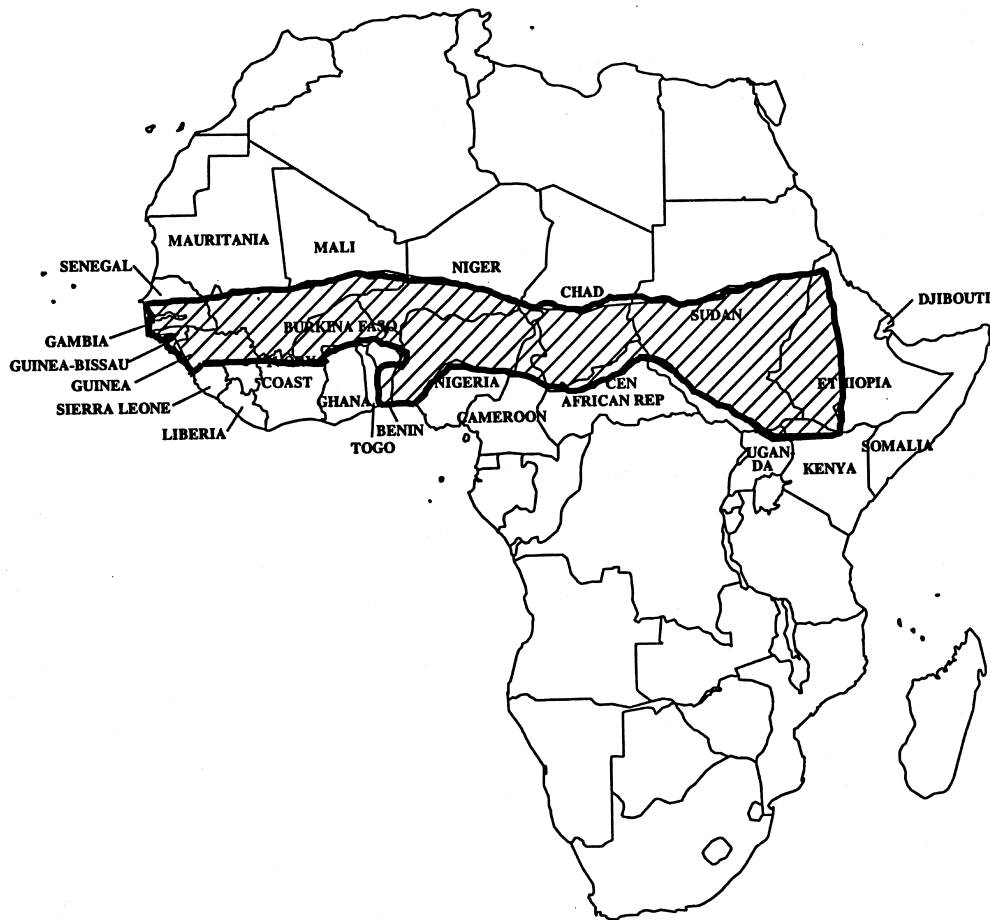 MAURITANIA
MALI
SENEGAL
NIGER
CHAD
DJIBOUTI
SUDAN
BURKINA FASO
GAMBIA
GUINEA-BISSAU
GUINEA
COAST
NIGERIA
CEN
ETHIOPIA
SIERRA LEONE
GHANA
AFRICAN REP
CAMEROON
LIBERIA
BENIN
TOGO
SOMALIA
UGAN
DA
KENYA